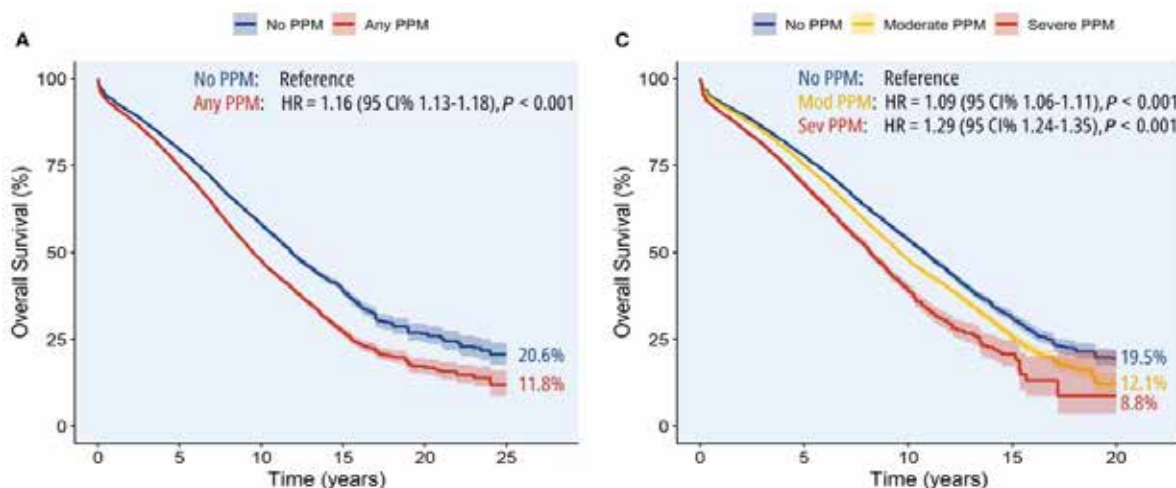 No PPM Any PPM
A
No PPM: Reference
Any PPM: HR = 1.16 (95 CI% 1.13-1.18), P < 0.001
Overall Survival (%)
100
75
50
25
0
20.6%
11.8%
0 5 10 15 20 25
Time (years)
No PPM Moderate PPM Severe PPM
C
No PPM: Reference
Mod PPM: HR = 1.09 (95 CI% 1.06-1.11), P < 0.001
Sev PPM: HR = 1.29 (95 CI% 1.24-1.35), P < 0.001
Overall Survival (%)
100
75
50
25
0
19.5%
12.1%
8.8%
0 5 10 15 20
Time (years)